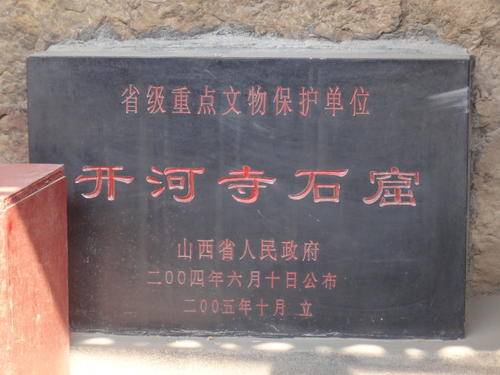 省级重点文物保护单位
开河寺石窟
山西省人民政府
二〇〇四年六月十日公布
二〇〇五年十月 立